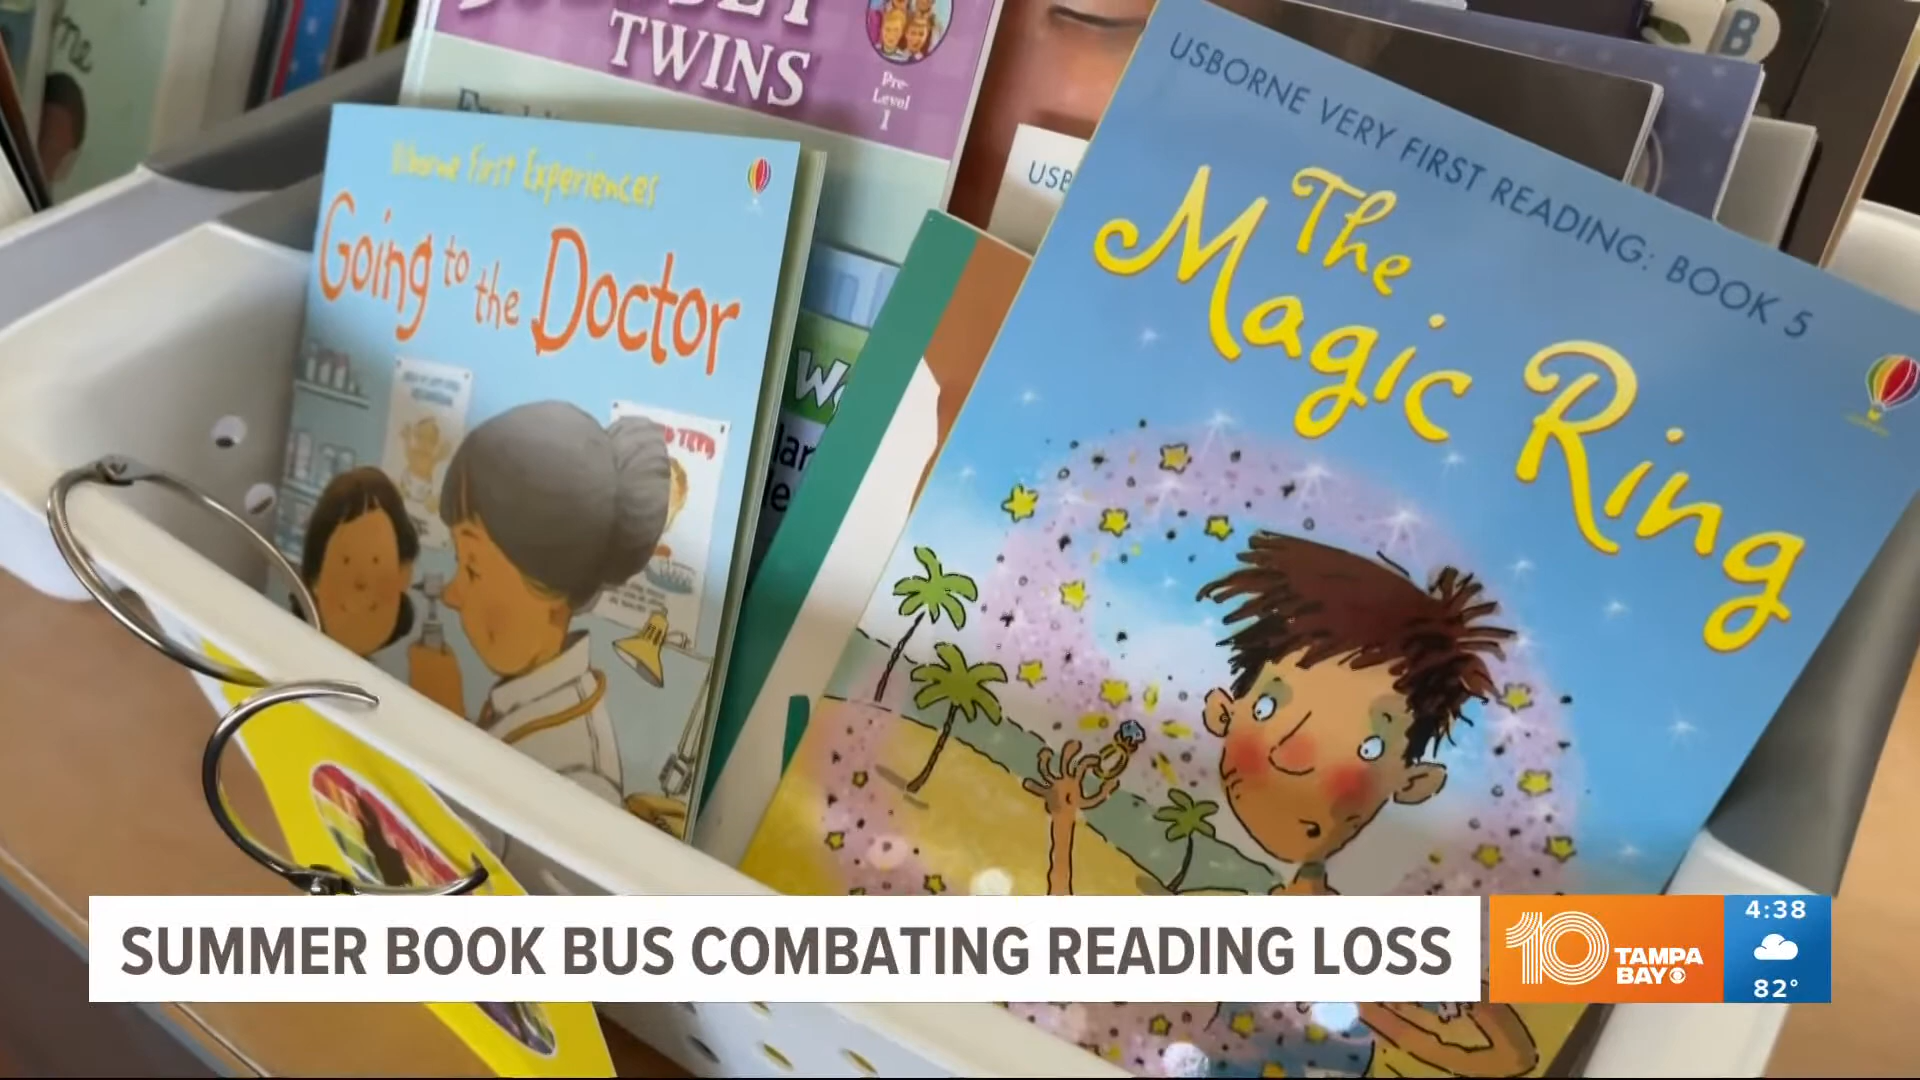 TWINS
Pre-
Level
1
Usborne First Experiences
Going to the Doctor
USBORNE VERY FIRST READING: BOOK 5
The
Magic Ring
B
SUMMER BOOK BUS COMBATING READING LOSS
10 TAMPA BAY
4:38
82°